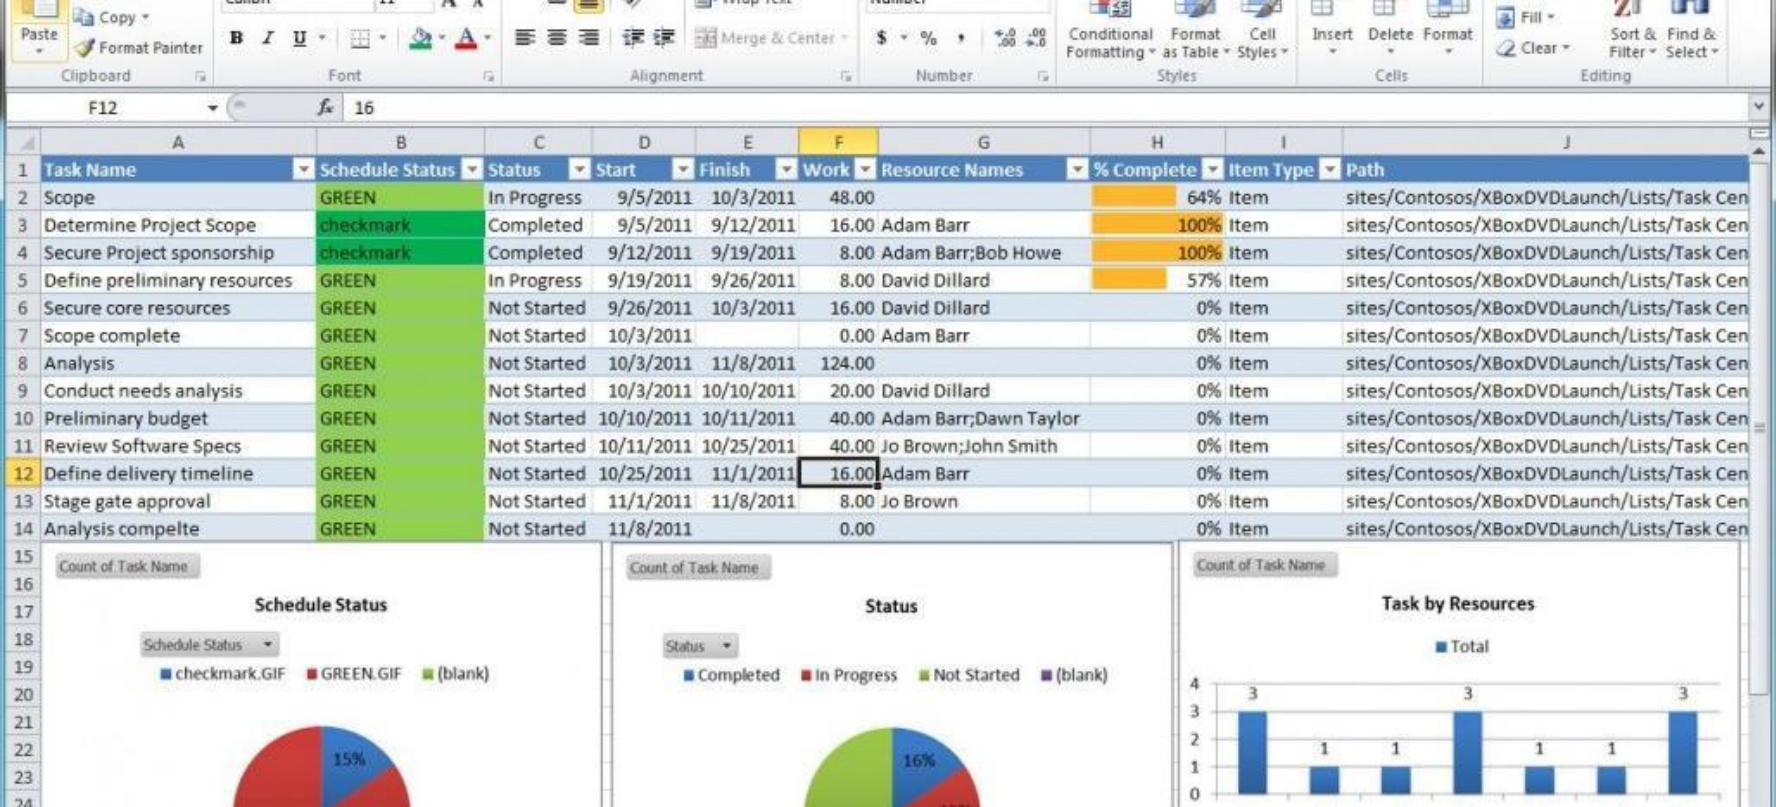 Copy
Paste
Format Painter
B I U
Merge & Center
$ % ,
Conditional Formatting
Format as Table
Cell Styles
Insert Delete Format
Fill
Clear
Sort & Filter
Find & Select
Clipboard Font Alignment Number Styles Cells Editing
F12 fx 16
A B C D E F G H I J
1 Task Name Schedule Status Status Start Finish Work Resource Names % Complete Item Type Path
2 Scope GREEN In Progress 9/5/2011 10/3/2011 48.00 64% Item sites/Contosos/XBoxDVDLaunch/Lists/Task Cen
3 Determine Project Scope checkmark Completed 9/5/2011 9/12/2011 16.00 Adam Barr 100% Item sites/Contosos/XBoxDVDLaunch/Lists/Task Cen
4 Secure Project sponsorship checkmark Completed 9/12/2011 9/19/2011 8.00 Adam Barr;Bob Howe 100% Item sites/Contosos/XBoxDVDLaunch/Lists/Task Cen
5 Define preliminary resources GREEN In Progress 9/19/2011 9/26/2011 8.00 David Dillard 57% Item sites/Contosos/XBoxDVDLaunch/Lists/Task Cen
6 Secure core resources GREEN Not Started 9/26/2011 10/3/2011 16.00 David Dillard 0% Item sites/Contosos/XBoxDVDLaunch/Lists/Task Cen
7 Scope complete GREEN Not Started 10/3/2011 0.00 Adam Barr 0% Item sites/Contosos/XBoxDVDLaunch/Lists/Task Cen
8 Analysis GREEN Not Started 10/3/2011 11/8/2011 124.00 0% Item sites/Contosos/XBoxDVDLaunch/Lists/Task Cen
9 Conduct needs analysis GREEN Not Started 10/3/2011 10/10/2011 20.00 David Dillard 0% Item sites/Contosos/XBoxDVDLaunch/Lists/Task Cen
10 Preliminary budget GREEN Not Started 10/10/2011 10/11/2011 40.00 Adam Barr;Dawn Taylor 0% Item sites/Contosos/XBoxDVDLaunch/Lists/Task Cen
11 Review Software Specs GREEN Not Started 10/11/2011 10/25/2011 40.00 Jo Brown;John Smith 0% Item sites/Contosos/XBoxDVDLaunch/Lists/Task Cen
12 Define delivery timeline GREEN Not Started 10/25/2011 11/1/2011 16.00 Adam Barr 0% Item sites/Contosos/XBoxDVDLaunch/Lists/Task Cen
13 Stage gate approval GREEN Not Started 11/1/2011 11/8/2011 8.00 Jo Brown 0% Item sites/Contosos/XBoxDVDLaunch/Lists/Task Cen
14 Analysis compelte GREEN Not Started 11/8/2011 0.00 0% Item sites/Contosos/XBoxDVDLaunch/Lists/Task Cen
15
16
17
18
19
20
21
22
23
24
Count of Task Name
Schedule Status
Schedule Status
checkmark.GIF GREEN.GIF (blank)
15%
Count of Task Name
Status
Status
Completed In Progress Not Started (blank)
16%
Count of Task Name
Task by Resources
Total
4
3
2
1
0
3 1 1 3 1 1 3